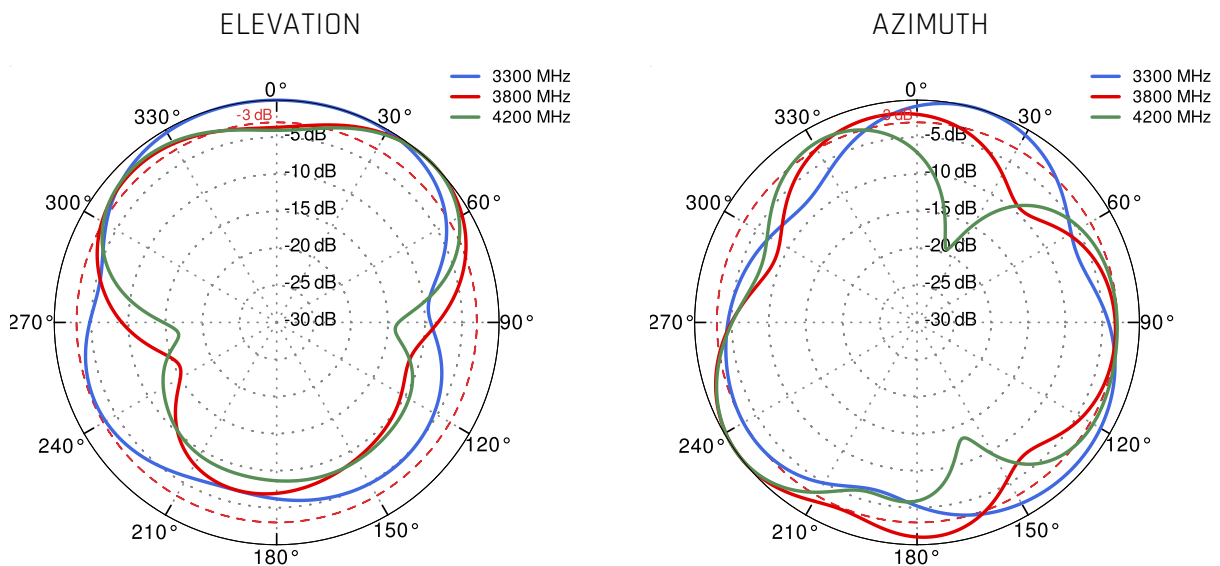 ELEVATION
3300 MHz
3800 MHz
4200 MHz
0°
30°
60°
90°
120°
150°
180°
210°
240°
270°
300°
330°
-3 dB
-5 dB
-10 dB
-15 dB
-20 dB
-25 dB
-30 dB
AZIMUTH
3300 MHz
3800 MHz
4200 MHz
0°
30°
60°
90°
120°
150°
180°
210°
240°
270°
300°
330°
-3 dB
-5 dB
-10 dB
-15 dB
-20 dB
-25 dB
-30 dB